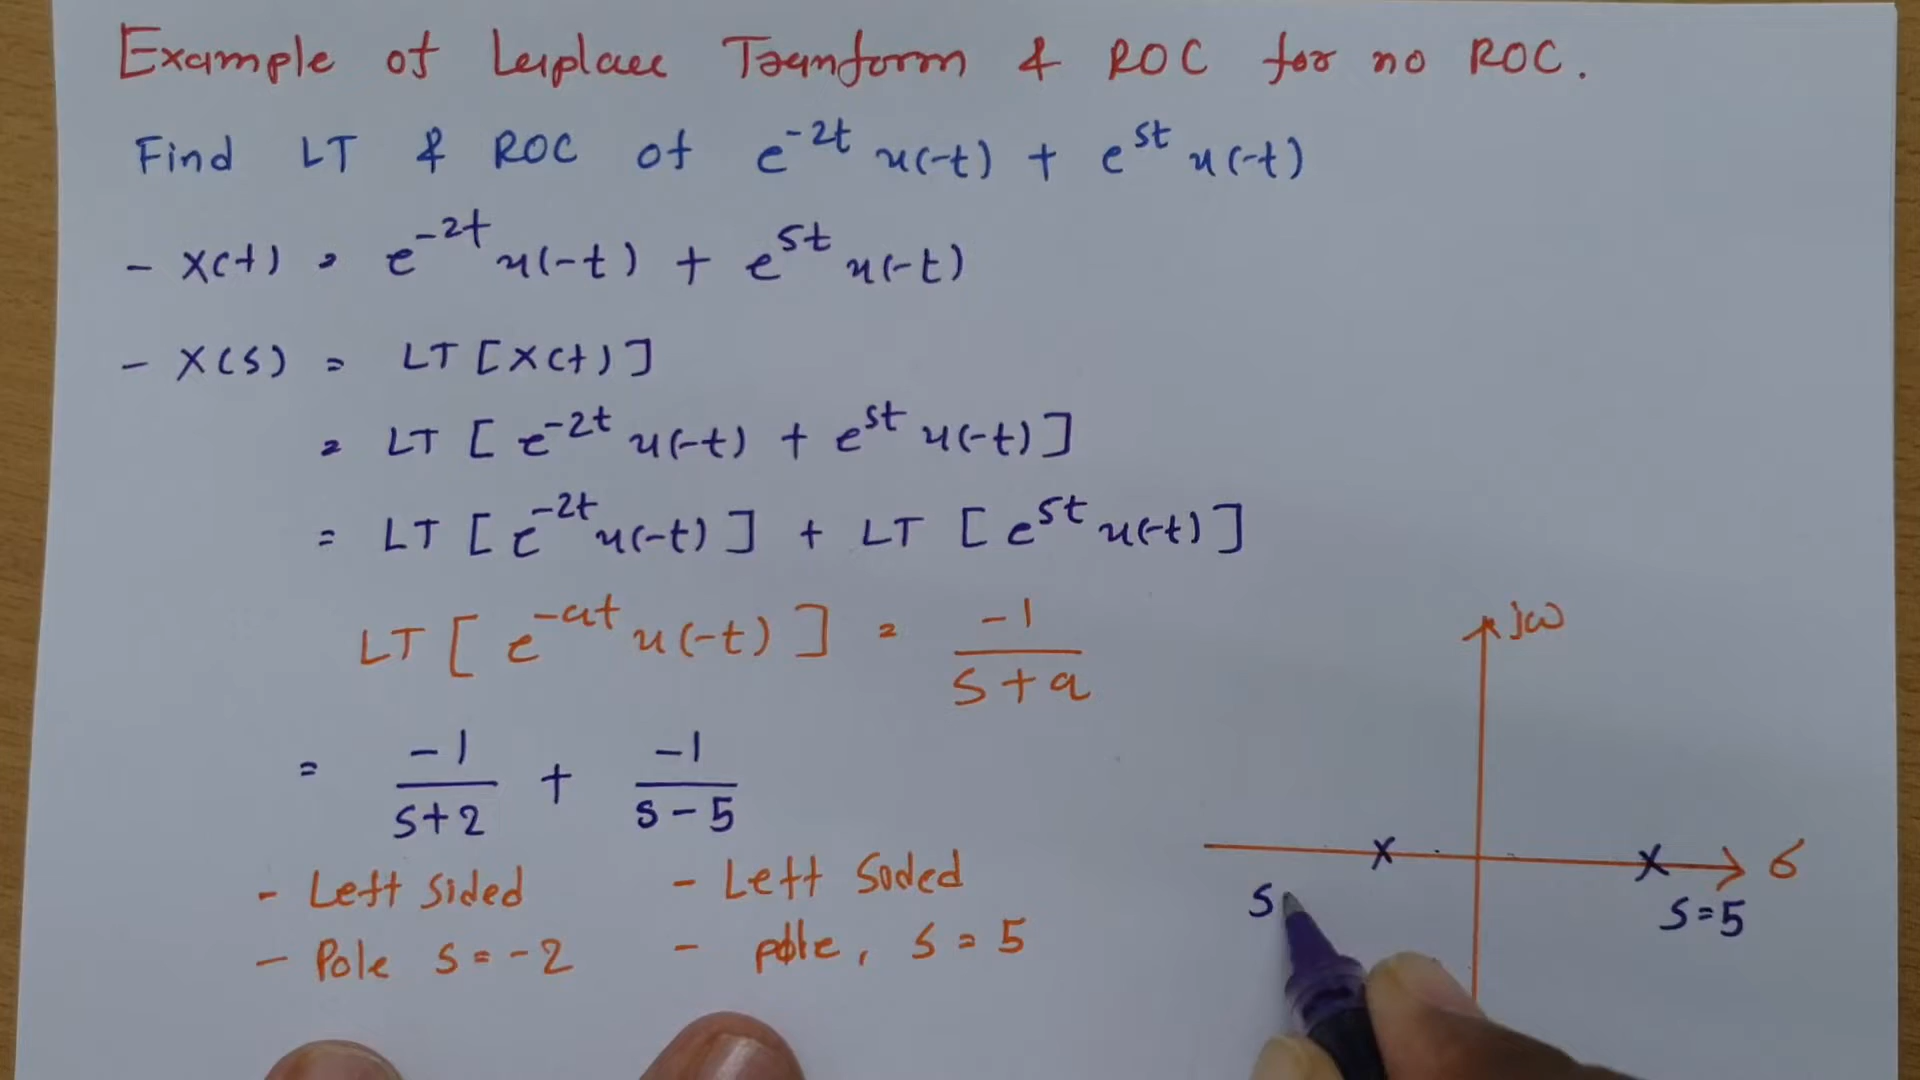 Example of Laplace Transform & ROC for no ROC.
Find LT & ROC of e^{-2t} u(-t) + e^{5t} u(-t)
- x(t) = e^{-2t} u(-t) + e^{5t} u(-t)
- X(s) = LT [x(t)]
= LT [ e^{-2t} u(-t) + e^{5t} u(-t) ]
= LT [ e^{-2t} u(-t) ] + LT [ e^{5t} u(-t) ]
LT [ e^{-at} u(-t) ] = -1/(s+a)
= -1/(s+2) + -1/(s-5)
- Left Sided
- Pole s = -2
- Left Soded
- pole, s = 5
jω
σ
S=5
S